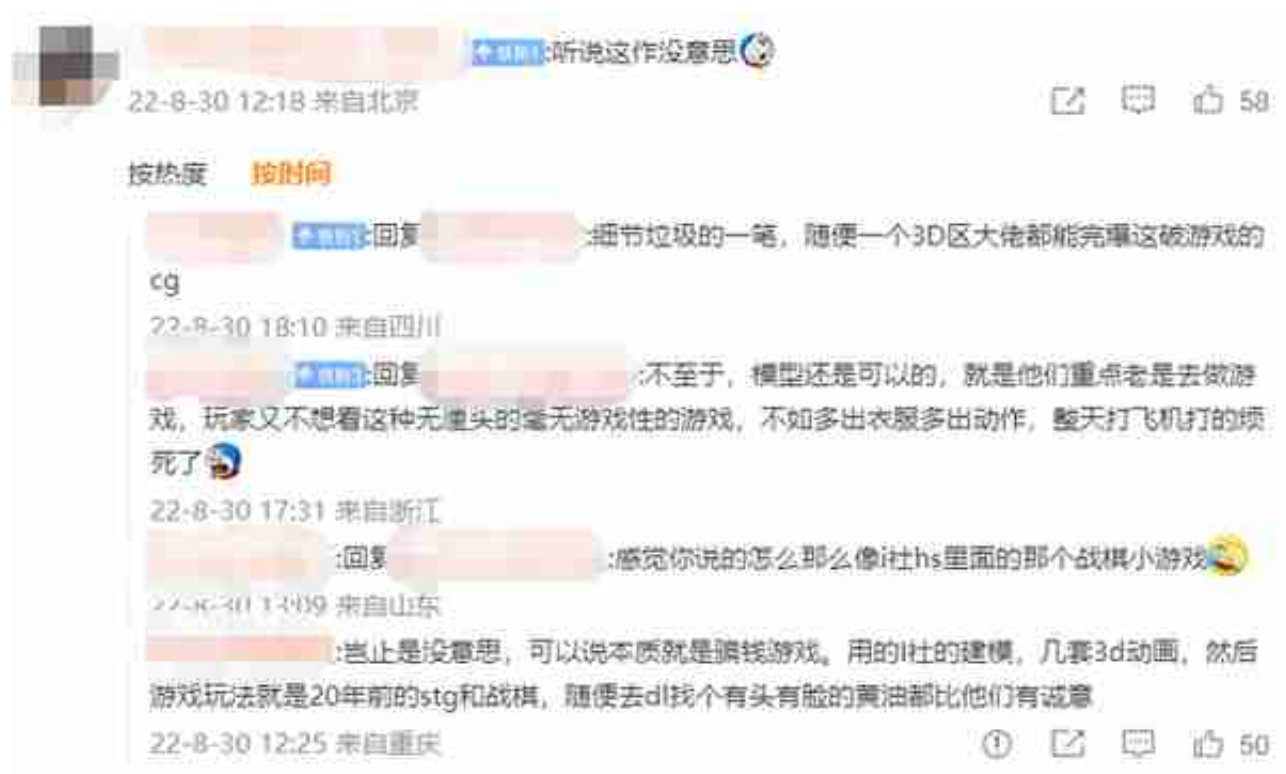 :听说这作没意思
22-8-30 12:18 来自北京
58
按热度 按时间
:回复 :细节垃圾的一笔，随便一个3D区大佬都能完爆这破游戏的
cg
22-8-30 18:10 来自四川
:回复 :不至于，模型还是可以的，就是他们重点老是去做游
戏，玩家又不想看这种无厘头的毫无游戏性的游戏，不如多出衣服多出动作，整天打飞机打的烦
死了
22-8-30 17:31 来自浙江
:回复 :感觉你说的怎么那么像i社hs里面的那个战棋小游戏
22-8-30 13:09 来自山东
:岂止是没意思，可以说本质就是骗钱游戏。用的I社的建模，几套3d动画，然后
游戏玩法就是20年前的stg和战棋，随便去dl找个有头有脸的黄油都比他们有诚意
22-8-30 12:25 来自重庆
50